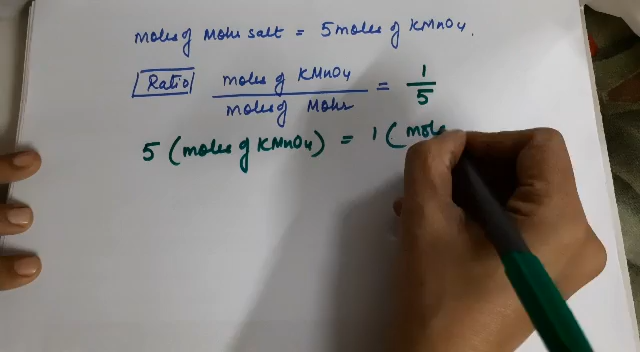 moles of Mohr salt = 5 moles of KMnO4.
Ratio moles of KMnO4 / moles of Mohr = 1/5
5 (moles of KMnO4) = 1 (mole